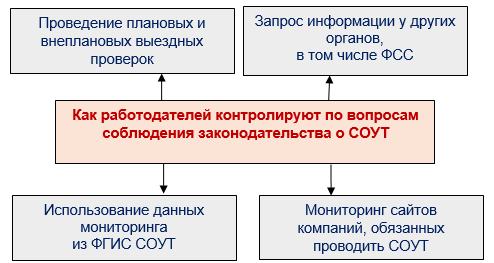 Проведение плановых и
внеплановых выездных
проверок
Запрос информации у других
органов,
в том числе ФСС
Как работодателей контролируют по вопросам
соблюдения законодательства о СОУТ
Использование данных
мониторинга
из ФГИС СОУТ
Мониторинг сайтов
компаний, обязанных
проводить СОУТ